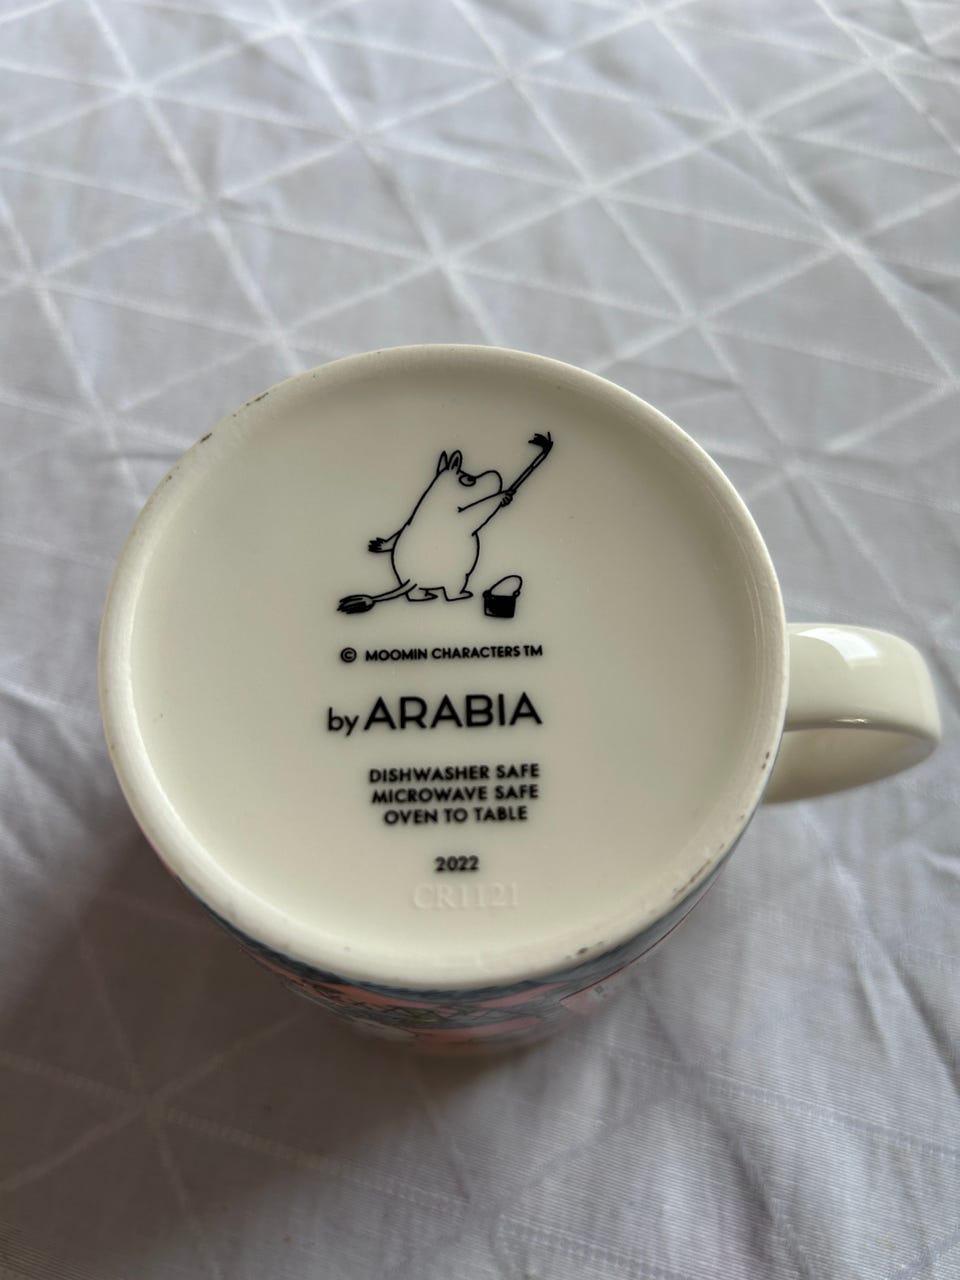 © MOOMIN CHARACTERS TM
by ARABIA
DISHWASHER SAFE
MICROWAVE SAFE
OVEN TO TABLE
2022
CR1121